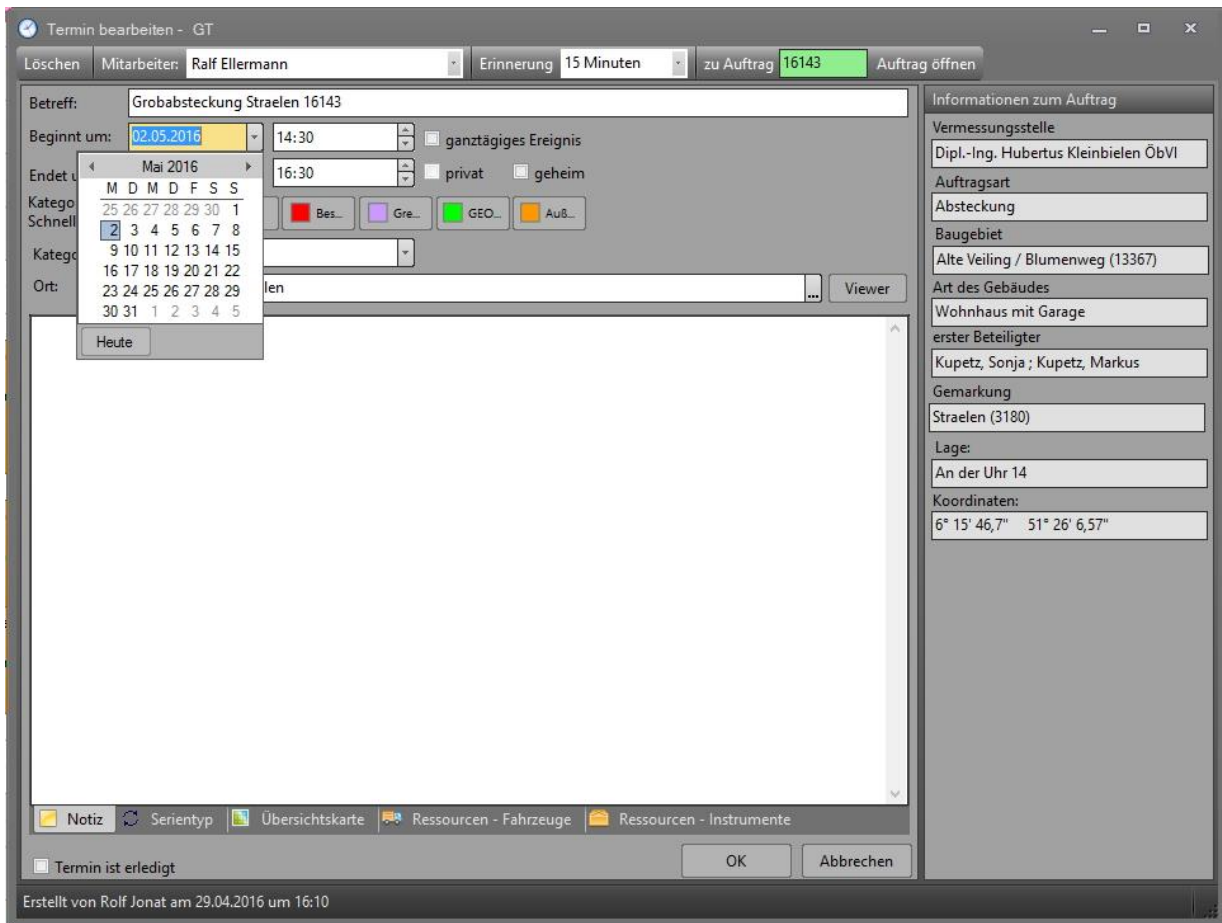 Termin bearbeiten - GT
Löschen Mitarbeiter: Ralf Ellermann Erinnerung 15 Minuten zu Auftrag 16143 Auftrag öffnen
Betreff: Grobabsteckung Straelen 16143
Beginnt um: 02.05.2016 14:30 ganztägiges Ereignis
Endet 16:30 privat geheim
Mai 2016
M D M D F S S
25 26 27 28 29 30 1
2 3 4 5 6 7 8
9 10 11 12 13 14 15
16 17 18 19 20 21 22
23 24 25 26 27 28 29
30 31 1 2 3 4 5
Heute
Katego
Schnell
Bes... Gre... GEO... Auß...
Katego
Ort: len ... Viewer
Notiz Serientyp Übersichtskarte Ressourcen - Fahrzeuge Ressourcen - Instrumente
Termin ist erledigt OK Abbrechen
Informationen zum Auftrag
Vermessungsstelle
Dipl.-Ing. Hubertus Kleinbielen ÖbVI
Auftragsart
Absteckung
Baugebiet
Alte Veiling / Blumenweg (13367)
Art des Gebäudes
Wohnhaus mit Garage
erster Beteiligter
Kupetz, Sonja ; Kupetz, Markus
Gemarkung
Straelen (3180)
Lage:
An der Uhr 14
Koordinaten:
6° 15' 46,7" 51° 26' 6,57"
Erstellt von Rolf Jonat am 29.04.2016 um 16:10